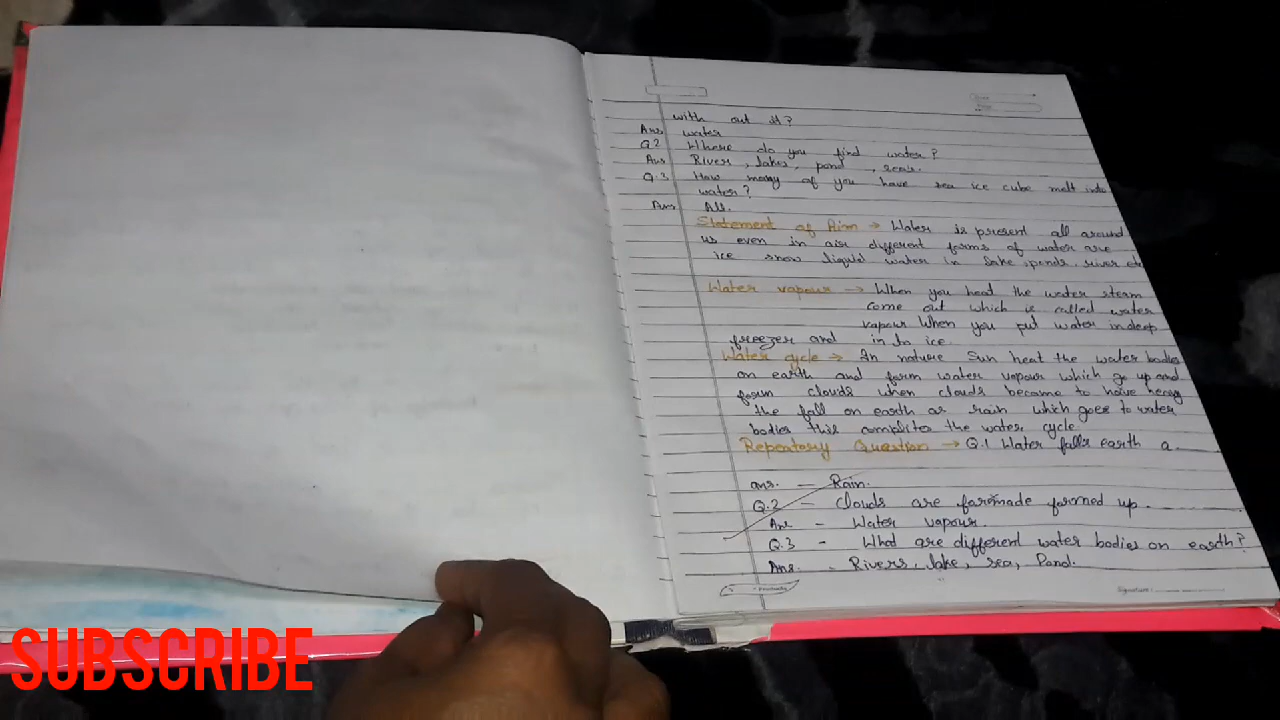 with out it?
Ans water
Q.2 Where do you find water?
Ans River, lakes, pond, seas.
Q.3 How many of you have sea ice cube melt into
water?
Ans All.
Statement of Aim → Water is present all around
us even in air different forms of water are
ice snow liquid water in lake, ponds, river etc
Water vapour → When you heat the water steam
come out which is called water
vapour When you put water in deep
freezer and in to ice.
Water cycle → In nature Sun heat the water bodies
on earth and form water vapour which go up and
form clouds when clouds became to have heavy
the fall on earth as rain which goes to water
bodies this complites the water cycle.
Repeatory Question → Q.1 Water falls earth a
ans. – Rain.
Q.2 – Clouds are made formed up.
Ans – Water vapour.
Q.3 – What are different water bodies on earth?
Ans. – Rivers, lake, sea, Pond.
Signature
SUBSCRIBE